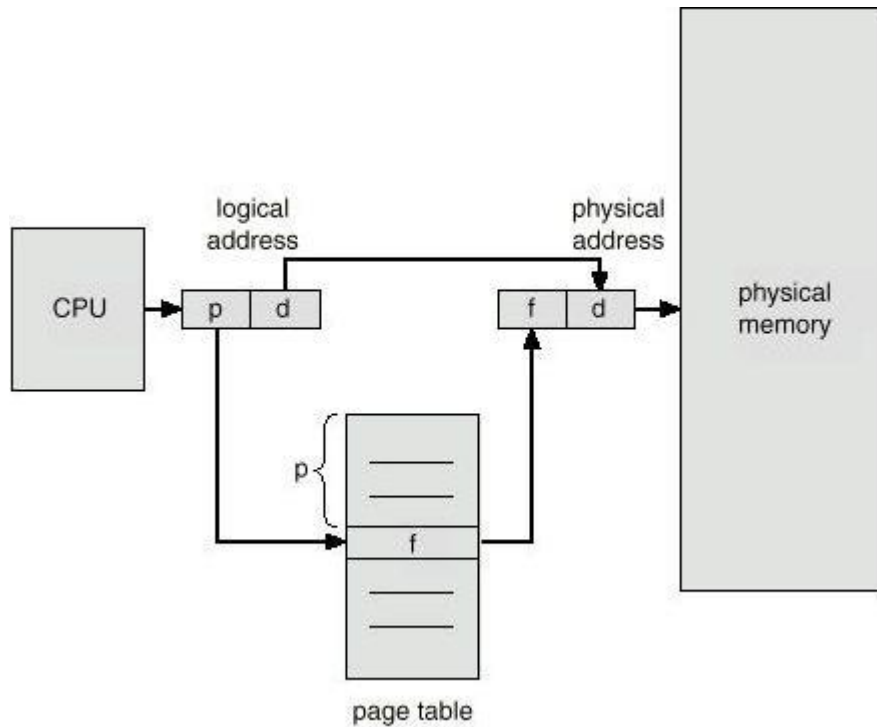 logical
address
physical
address
CPU
p
d
f
d
physical
memory
p
f
page table